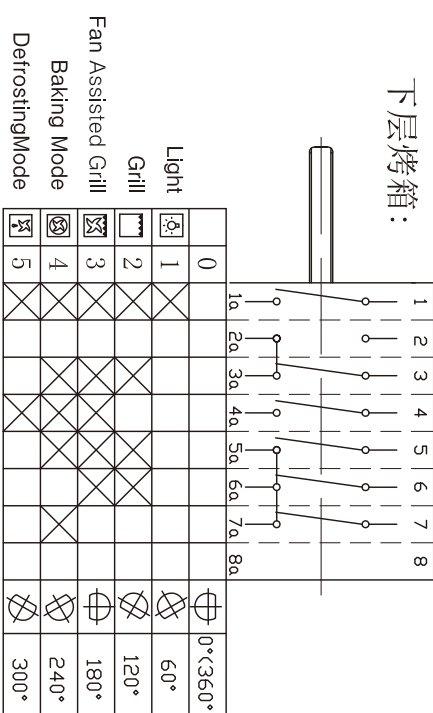 下层烤箱:
1 2 3 4 5 6 7 8
1a 2a 3a 4a 5a 6a 7a 8a
0 0°<360°
Light 1 60°
Grill 2 120°
Fan Assisted Grill 3 180°
Baking Mode 4 240°
DefrostingMode 5 300°